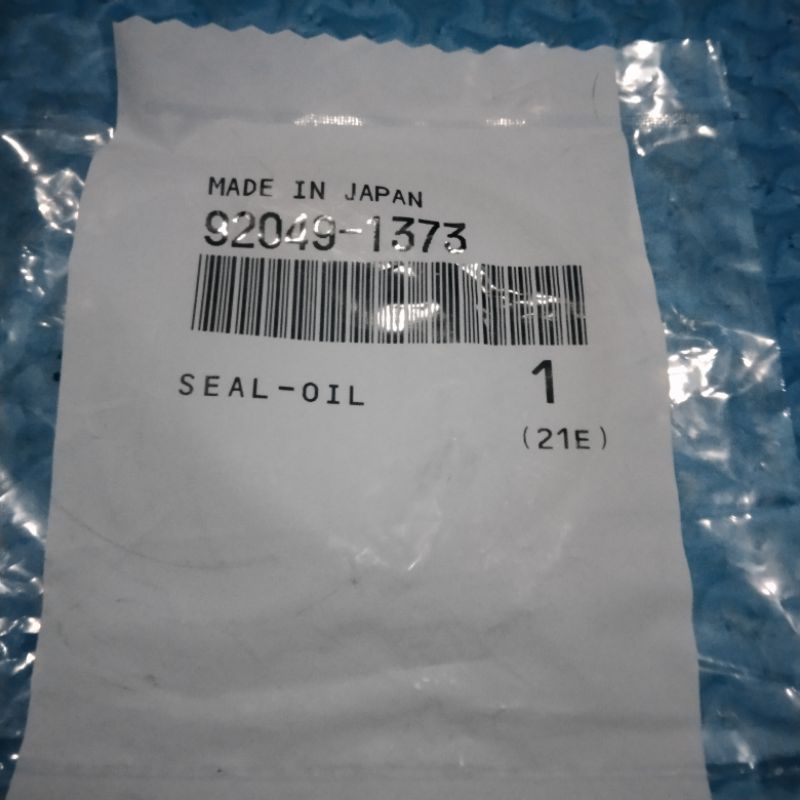 MADE IN JAPAN
92049-1373
SEAL-OIL
1
(21E)